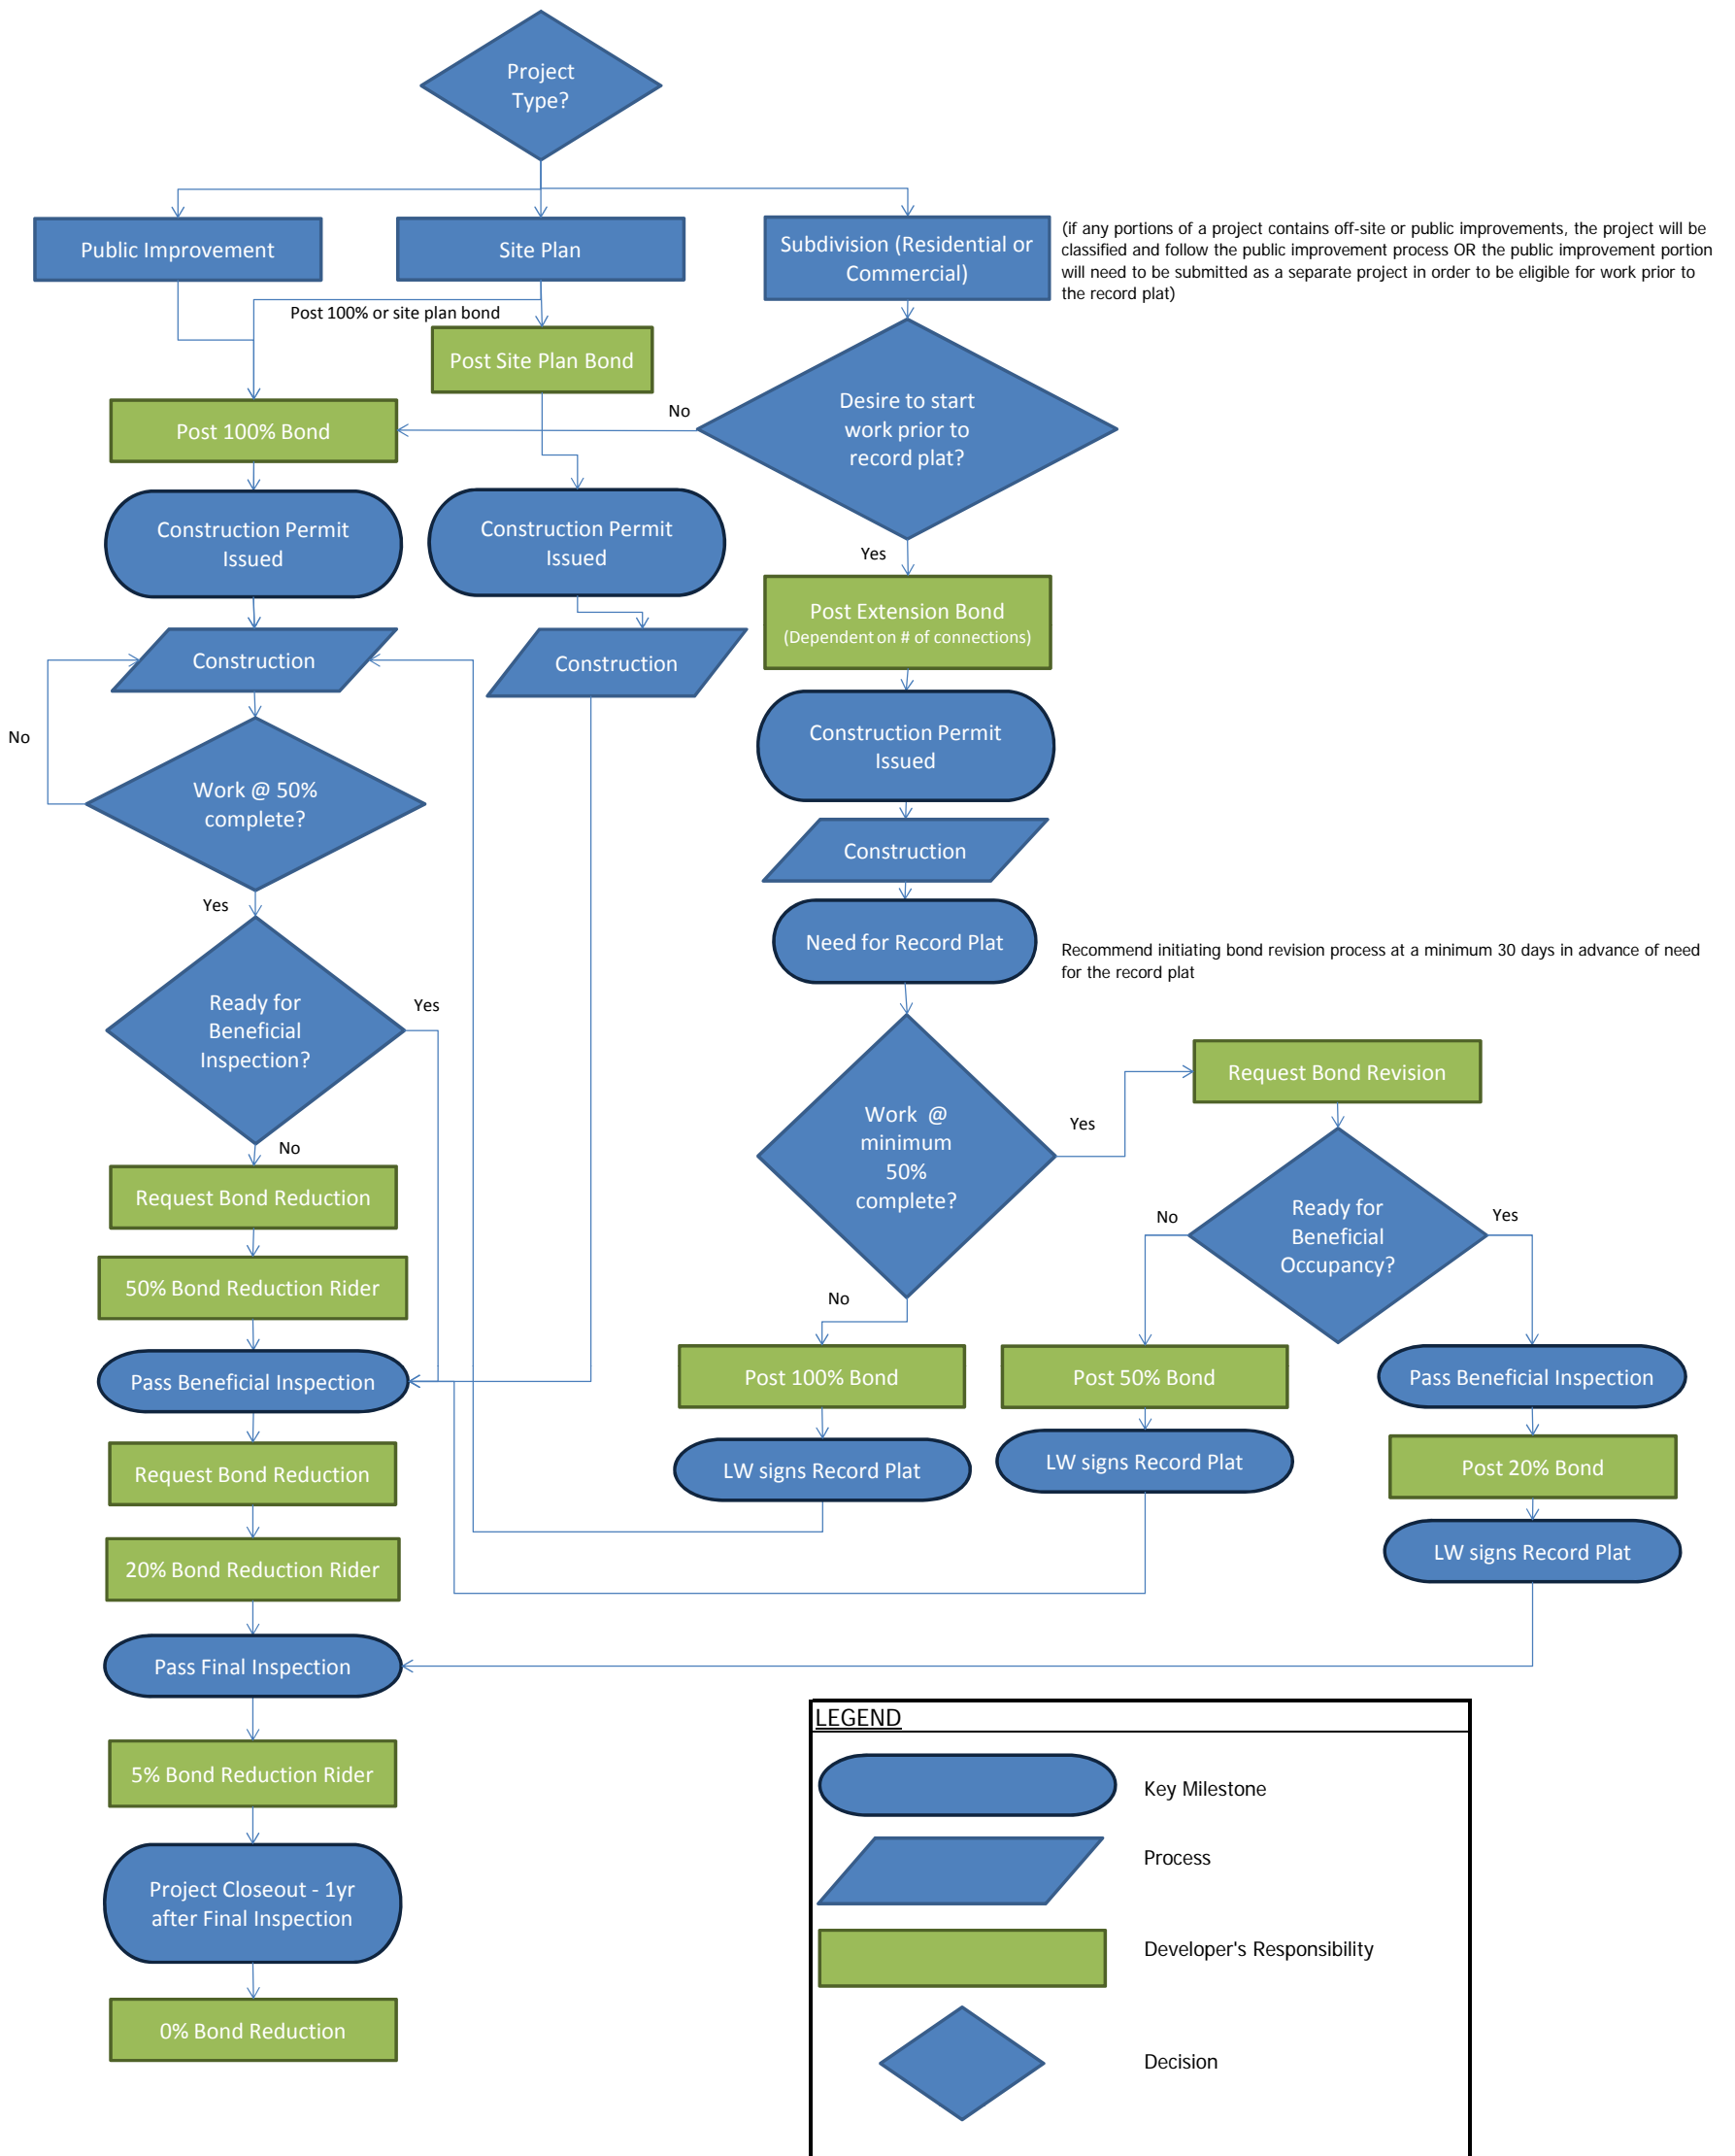 Project
Type?
Public Improvement
Site Plan
Subdivision (Residential or
Commercial)
(if any portions of a project contains off-site or public improvements, the project will be
classified and follow the public improvement process OR the public improvement portion
will need to be submitted as a separate project in order to be eligible for work prior to
the record plat)
Post 100% or site plan bond
Post Site Plan Bond
Desire to start
work prior to
record plat?
No
Post 100% Bond
Construction Permit
Issued
Construction Permit
Issued
Yes
Post Extension Bond
(Dependent on # of connections)
Construction
Construction
Construction Permit
Issued
No
Work @ 50%
complete?
Construction
Yes
Need for Record Plat
Recommend initiating bond revision process at a minimum 30 days in advance of need
for the record plat
Ready for
Beneficial
Inspection?
Yes
No
Work @
minimum
50%
complete?
Yes
Request Bond Revision
Request Bond Reduction
Ready for
Beneficial
Occupancy?
No
Yes
50% Bond Reduction Rider
No
Pass Beneficial Inspection
Post 100% Bond
Post 50% Bond
Pass Beneficial Inspection
Request Bond Reduction
LW signs Record Plat
LW signs Record Plat
Post 20% Bond
20% Bond Reduction Rider
LW signs Record Plat
Pass Final Inspection
5% Bond Reduction Rider
Project Closeout - 1yr
after Final Inspection
0% Bond Reduction
LEGEND
Key Milestone
Process
Developer's Responsibility
Decision